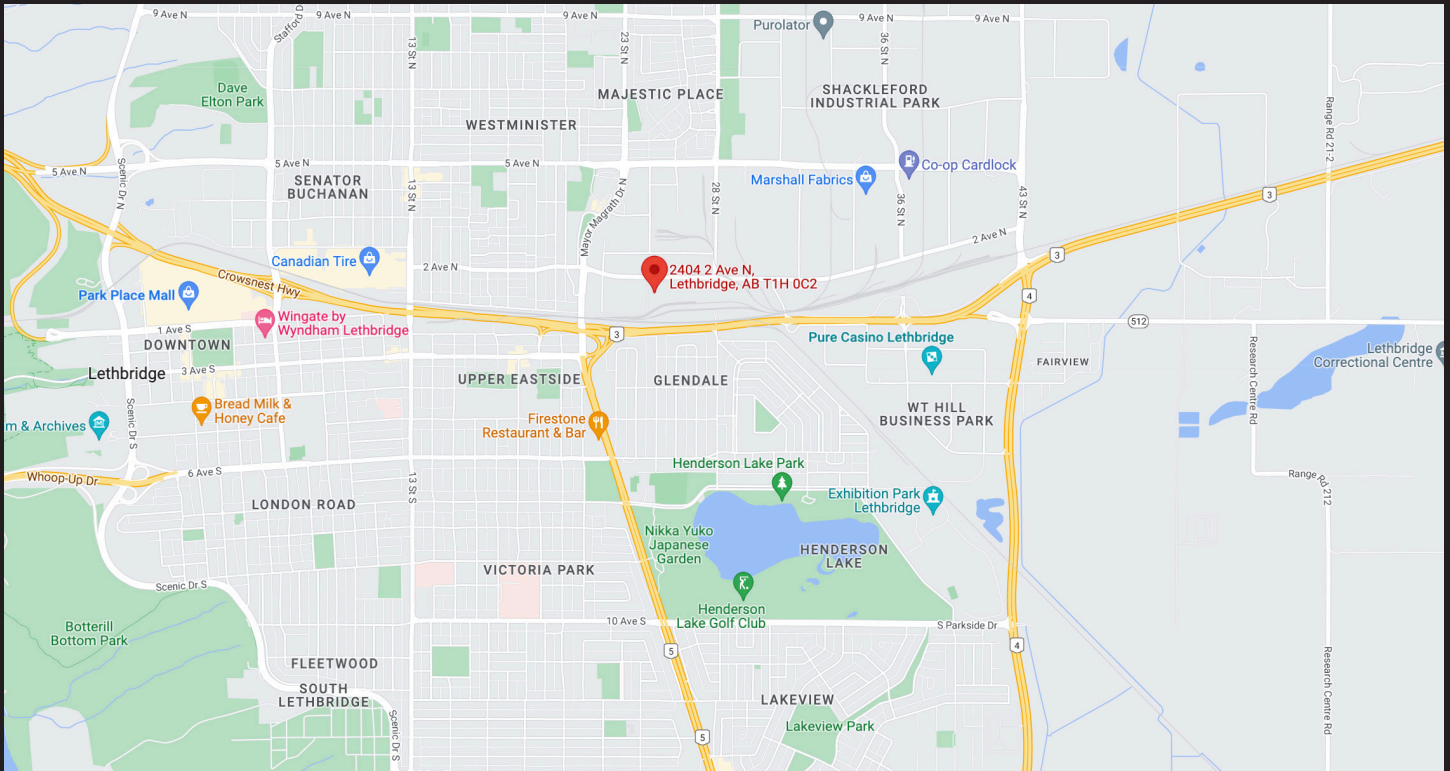 9 Ave N
9 Ave N
9 Ave N
9 Ave N
9 Ave N
Stafford D
13 St N
23 St N
Purolator
36 St N
Dave
Elton Park
MAJESTIC PLACE
SHACKLEFORD
INDUSTRIAL PARK
Range Rd 21-2
WESTMINISTER
5 Ave N
5 Ave N
5 Ave N
Scenic Dr N
SENATOR
BUCHANAN
13 St N
Mayor Magrath Dr N
28 St N
Marshall Fabrics
Co-op Cardlock
36 St N
43 St N
3
2 Ave N
3
Canadian Tire
2 Ave N
2404 2 Ave N,
Lethbridge, AB T1H 0C2
Crowsnest Hwy
Park Place Mall
4
Wingate by
Wyndham Lethbridge
1 Ave S
3
512
DOWNTOWN
Pure Casino Lethbridge
Lethbridge
Correctional Centre
FAIRVIEW
Lethbridge
3 Ave S
UPPER EASTSIDE
GLENDALE
Research Centre Rd
Bread Milk &
Honey Cafe
m & Archives
Scenic Dr S
Firestone
Restaurant & Bar
WT HILL
BUSINESS PARK
Whoop-Up Dr
6 Ave S
13 St S
Henderson Lake Park
Range Rd 212
LONDON ROAD
Exhibition Park
Lethbridge
Nikka Yuko
Japanese
Garden
HENDERSON
LAKE
VICTORIA PARK
Scenic Dr S
Henderson
Lake Golf Club
10 Ave S
S Parkside Dr
Botterill
Bottom Park
5
4
FLEETWOOD
SOUTH
LETHBRIDGE
Scenic Dr S
LAKEVIEW
Lakeview Park
Research Centre Rd
5